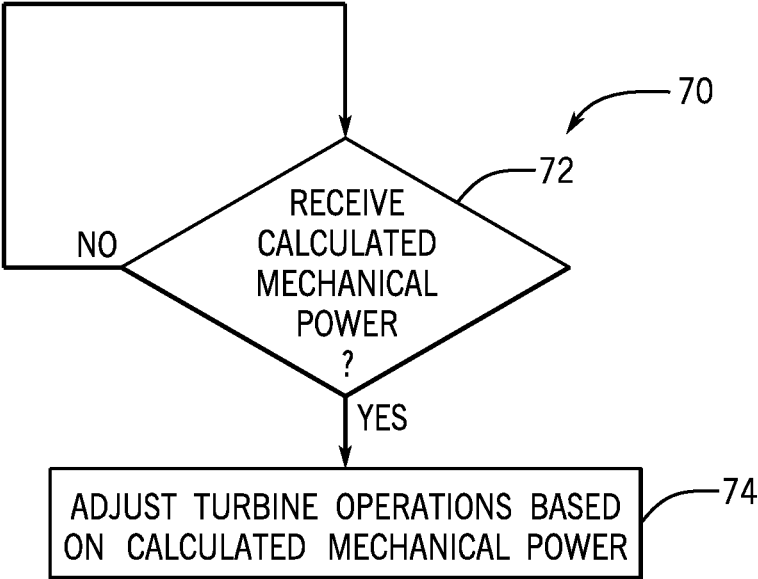 70
72
RECEIVE
CALCULATED
MECHANICAL
POWER
?
NO
YES
ADJUST TURBINE OPERATIONS BASED
ON CALCULATED MECHANICAL POWER
74